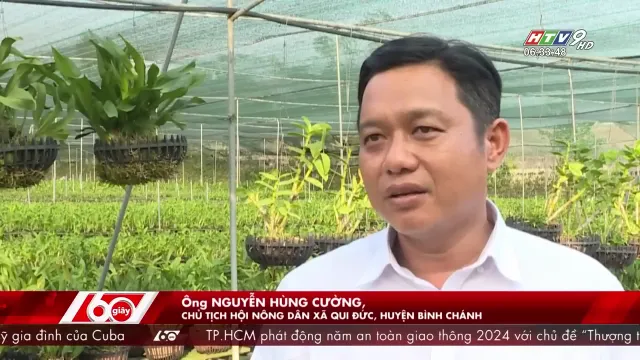 HTV9 HD
06:33:48
60 giây
Ông NGUYỄN HÙNG CƯỜNG,
CHỦ TỊCH HỘI NÔNG DÂN XÃ QUI ĐỨC, HUYỆN BÌNH CHÁNH
ỹ gia đình của Cuba TP.HCM phát động năm an toàn giao thông 2024 với chủ đề “Thượng